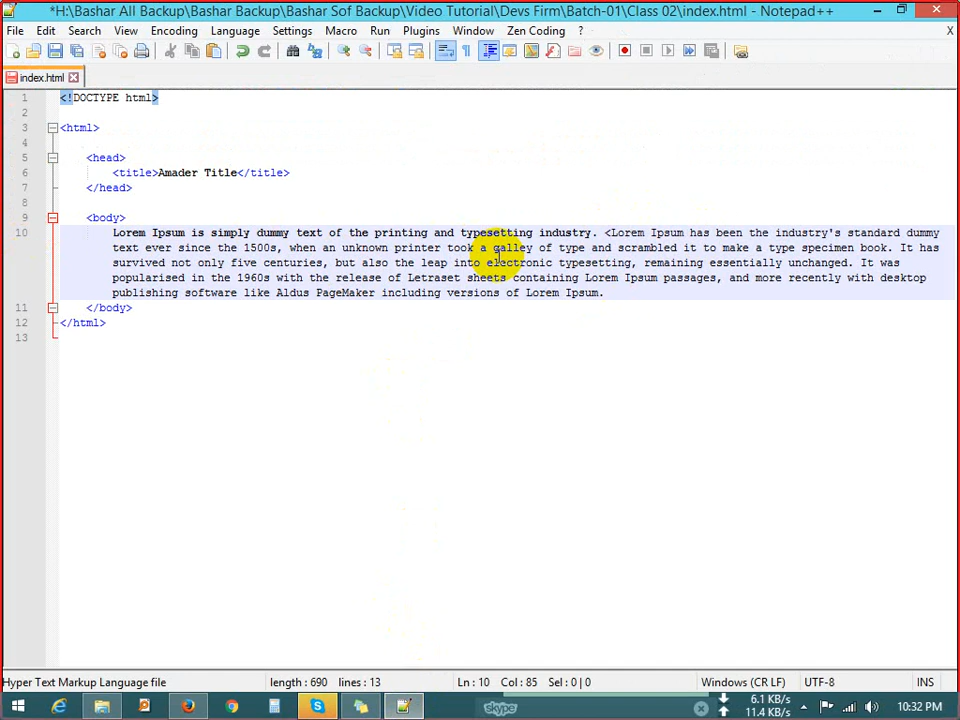 *H:\Bashar All Backup\Bashar Backup\Bashar Sof Backup\Video Tutorial\Devs Firm\Batch-01\Class 02\index.html - Notepad++
File Edit Search View Encoding Language Settings Macro Run Plugins Window Zen Coding ? X
index.html
1 <!DOCTYPE html>
2
3 <html>
4
5 <head>
6 <title>Amader Title</title>
7 </head>
8
9 <body>
10 Lorem Ipsum is simply dummy text of the printing and typesetting industry. <Lorem Ipsum has been the industry's standard dummy
text ever since the 1500s, when an unknown printer took a galley of type and scrambled it to make a type specimen book. It has
survived not only five centuries, but also the leap into electronic typesetting, remaining essentially unchanged. It was
popularised in the 1960s with the release of Letraset sheets containing Lorem Ipsum passages, and more recently with desktop
publishing software like Aldus PageMaker including versions of Lorem Ipsum.
11 </body>
12 </html>
13
Hyper Text Markup Language file length : 690 lines : 13 Ln : 10 Col : 85 Sel : 0 | 0 Windows (CR LF) UTF-8 INS
skype 6.1 KB/s
11.4 KB/s 10:32 PM